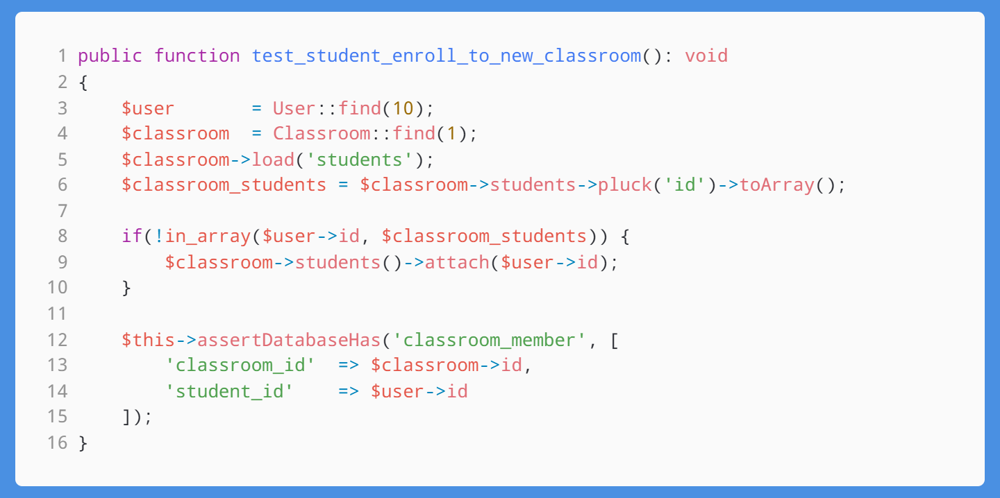 1 public function test_student_enroll_to_new_classroom(): void
2 {
3     $user       = User::find(10);
4     $classroom  = Classroom::find(1);
5     $classroom->load('students');
6     $classroom_students = $classroom->students->pluck('id')->toArray();
7
8     if(!in_array($user->id, $classroom_students)) {
9         $classroom->students()->attach($user->id);
10     }
11
12     $this->assertDatabaseHas('classroom_member', [
13         'classroom_id'  => $classroom->id,
14         'student_id'    => $user->id
15     ]);
16 }